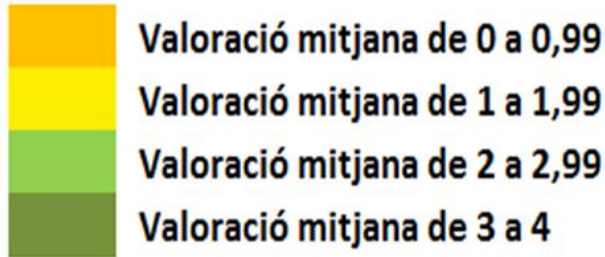 Valoració mitjana de 0 a 0,99
Valoració mitjana de 1 a 1,99
Valoració mitjana de 2 a 2,99
Valoració mitjana de 3 a 4